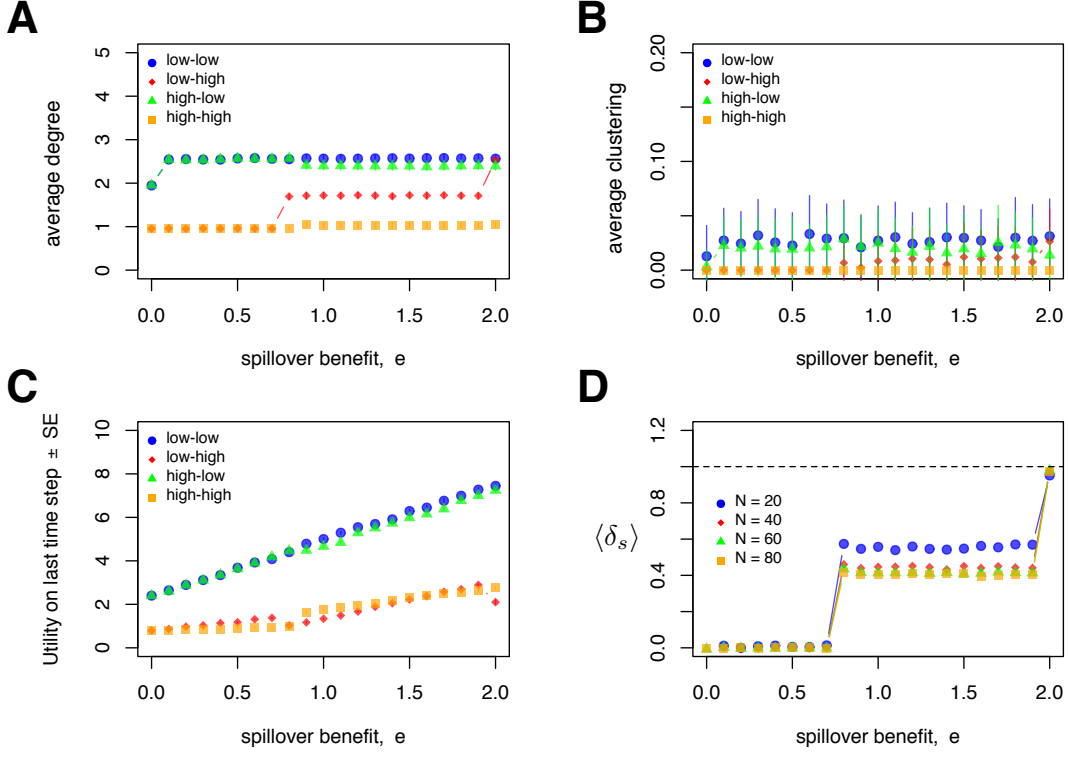 A
average degree
5
4
3
2
1
0
low-low
low-high
high-low
high-high
0.0 0.5 1.0 1.5 2.0
spillover benefit, e
B
average clustering
0.20
0.10
0.00
low-low
low-high
high-low
high-high
0.0 0.5 1.0 1.5 2.0
spillover benefit, e
C
Utility on last time step ± SE
10
8
6
4
2
0
low-low
low-high
high-low
high-high
0.0 0.5 1.0 1.5 2.0
spillover benefit, e
D
⟨δs⟩
1.2
0.8
0.4
0.0
N = 20
N = 40
N = 60
N = 80
0.0 0.5 1.0 1.5 2.0
spillover benefit, e